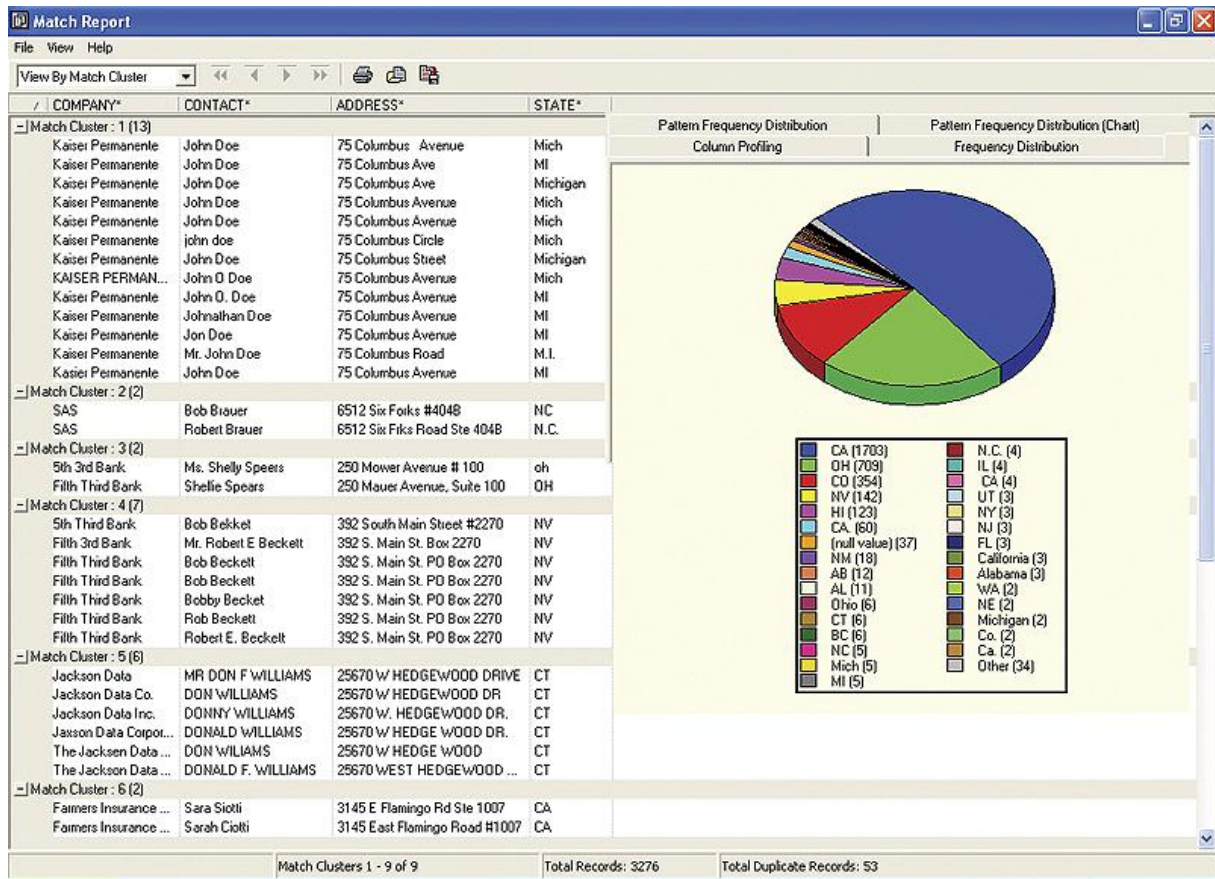 Match Report
File View Help
View By Match Cluster
/ COMPANY* CONTACT* ADDRESS* STATE*
Match Cluster : 1 (13)
Kaiser Permanente John Doe 75 Columbus Avenue Mich
Kaiser Permanente John Doe 75 Columbus Ave MI
Kaiser Permanente John Doe 75 Columbus Ave Michigan
Kaiser Permanente John Doe 75 Columbus Avenue Mich
Kaiser Permanente John Doe 75 Columbus Avenue Mich
Kaiser Permanente john doe 75 Columbus Circle Mich
Kaiser Permanente John Doe 75 Columbus Street Michigan
KAISER PERMAN... John O Doe 75 Columbus Avenue Mich
Kaiser Permanente John O. Doe 75 Columbus Avenue MI
Kaiser Permanente Johnathan Doe 75 Columbus Avenue MI
Kaiser Permanente Jon Doe 75 Columbus Avenue MI
Kaiser Permanente Mr. John Doe 75 Columbus Road M.I.
Kasier Permanente John Doe 75 Columbus Avenue MI
Match Cluster : 2 (2)
SAS Bob Brauer 6512 Six Forks #404B NC
SAS Robert Brauer 6512 Six Frks Road Ste 404B N.C.
Match Cluster : 3 (2)
5th 3rd Bank Ms. Shelly Speers 250 Mower Avenue # 100 oh
Fifth Third Bank Shellie Spears 250 Mauer Avenue, Suite 100 OH
Match Cluster : 4 (7)
5th Third Bank Bob Bekket 392 South Main Street #2270 NV
Fifth 3rd Bank Mr. Robert E Beckett 392 S. Main St. Box 2270 NV
Fifth Third Bank Bob Beckett 392 S. Main St. PO Box 2270 NV
Fifth Third Bank Bob Beckett 392 S. Main St. PO Box 2270 NV
Fifth Third Bank Bobby Becket 392 S. Main St. PO Box 2270 NV
Fifth Third Bank Rob Beckett 392 S. Main St. PO Box 2270 NV
Fifth Third Bank Robert E. Beckett 392 S. Main St. PO Box 2270 NV
Match Cluster : 5 (6)
Jackson Data MR DON F WILLIAMS 25670 W HEDGEWOOD DRIVE CT
Jackson Data Co. DON WILLIAMS 25670 W HEDGEWOOD DR CT
Jackson Data Inc. DONNY WILLIAMS 25670 W. HEDGEWOOD DR. CT
Jaxson Data Corpor... DONALD WILLIAMS 25670 W HEDGE WOOD DR. CT
The Jacksen Data ... DON WILIAMS 25670 W HEDGE WOOD CT
The Jackson Data ... DONALD F. WILLIAMS 25670 WEST HEDGEWOOD ... CT
Match Cluster : 6 (2)
Farmers Insurance ... Sara Siotti 3145 E Flamingo Rd Ste 1007 CA
Farmers Insurance ... Sarah Ciotti 3145 East Flamingo Road #1007 CA
Pattern Frequency Distribution Pattern Frequency Distribution (Chart)
Column Profiling Frequency Distribution
CA (1703) N.C. (4)
OH (709) IL (4)
CO (354) CA (4)
NV (142) UT (3)
HI (123) NY (3)
CA. (60) NJ (3)
(null value) (37) FL (3)
NM (18) California (3)
AB (12) Alabama (3)
AL (11) WA (2)
Ohio (6) NE (2)
CT (6) Michigan (2)
BC (6) Co. (2)
NC (5) Ca. (2)
Mich (5) Other (34)
MI (5)
Match Clusters 1 - 9 of 9 Total Records: 3276 Total Duplicate Records: 53